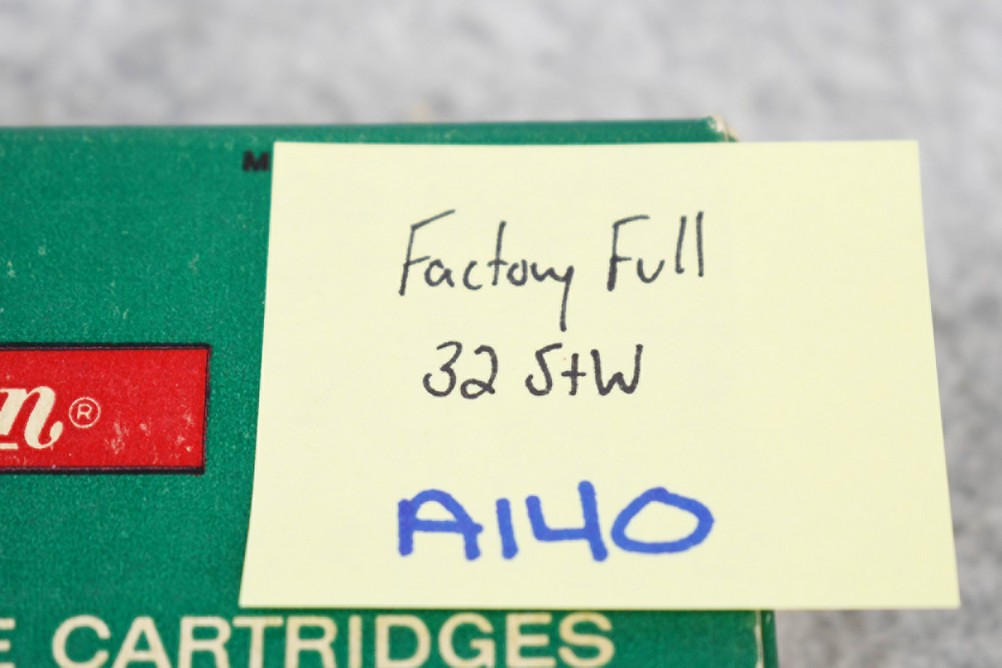 M
Factory Full
32 S+W
n®
A140
E CARTRIDGES